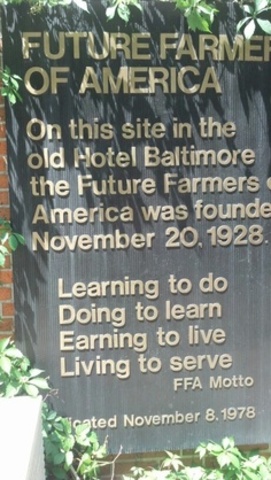 FUTURE FARMER
OF AMERICA
On this site in the
old Hotel Baltimore
the Future Farmers o
America was founde
November 20, 1928.
Learning to do
Doing to learn
Earning to live
Living to serve
FFA Motto
icated November 8, 1978